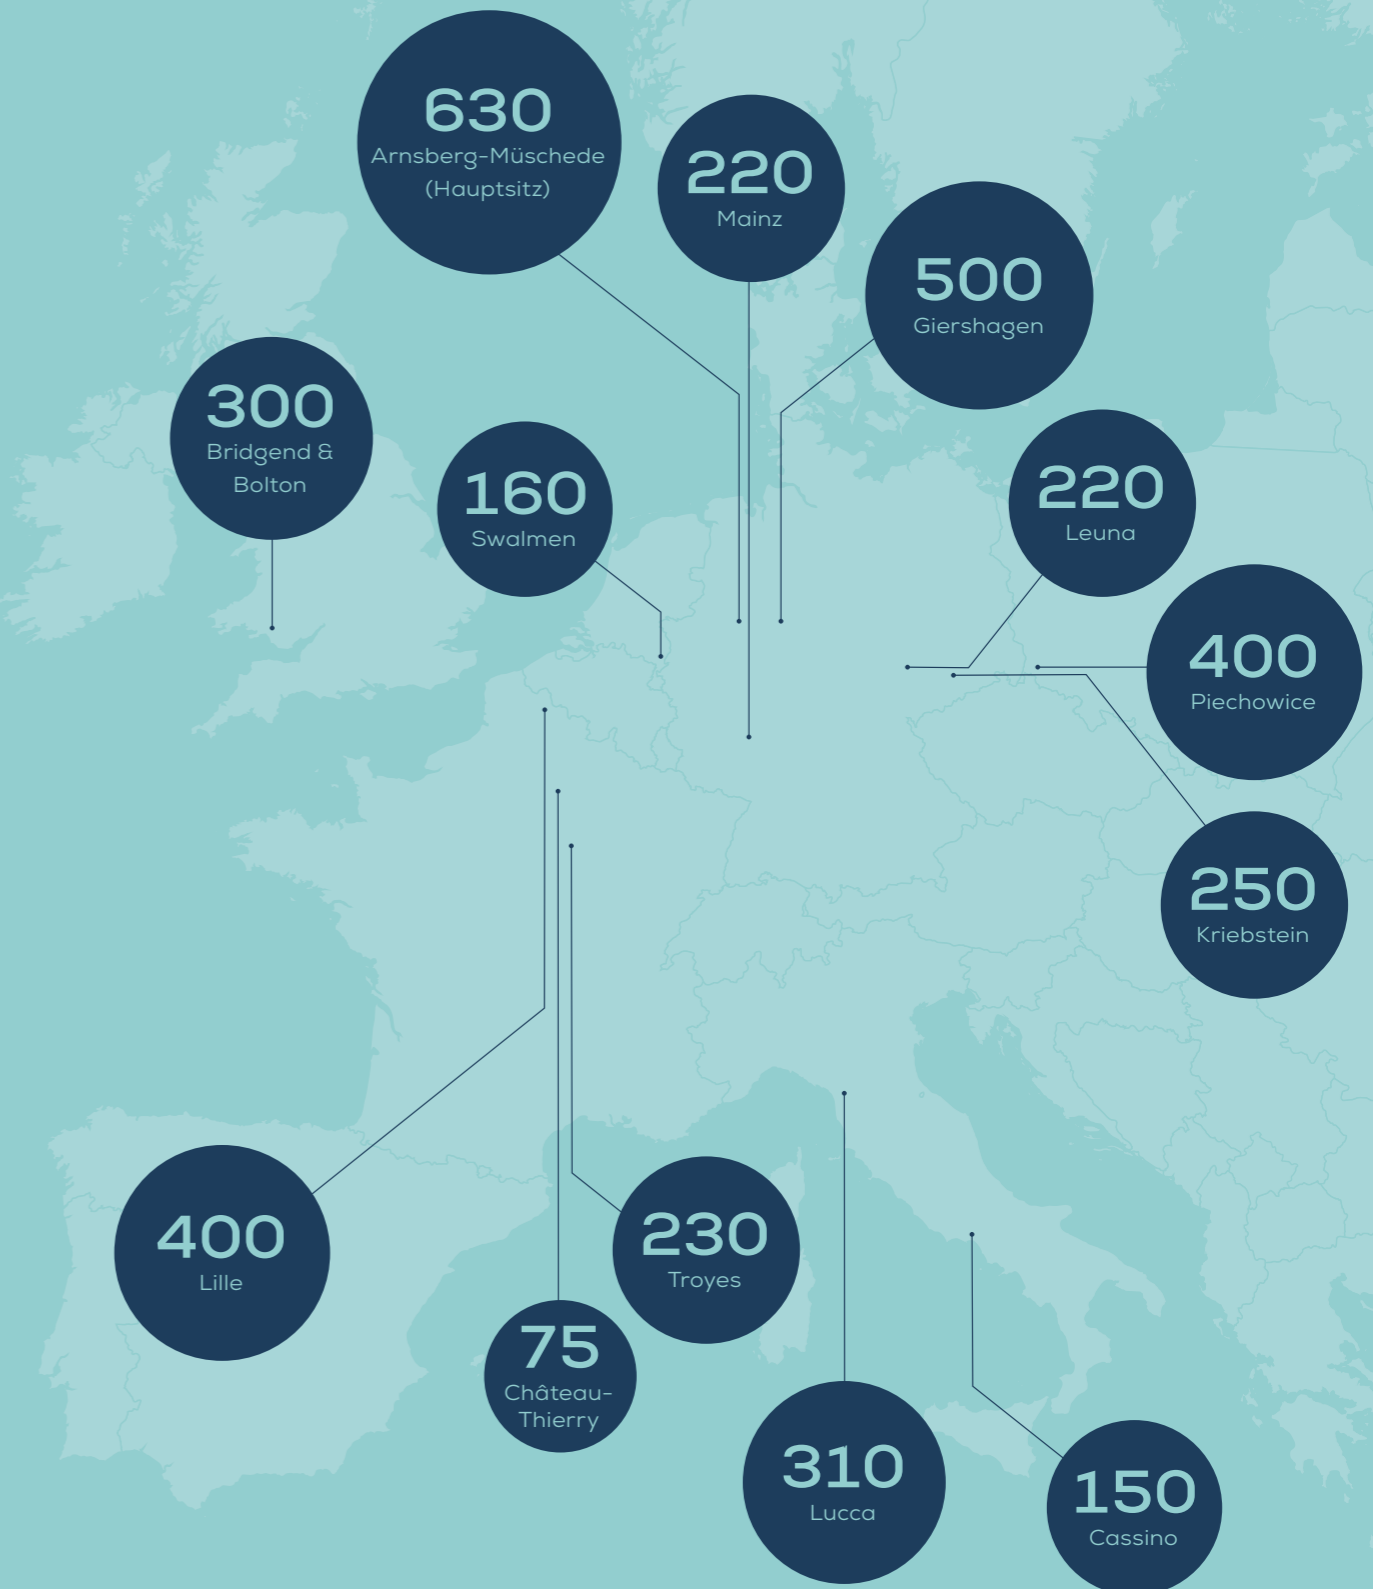 630
Arnsberg-Müschede
(Hauptsitz)
220
Mainz
500
Giershagen
300
Bridgend &
Bolton
160
Swalmen
220
Leuna
400
Piechowice
250
Kriebstein
400
Lille
230
Troyes
75
Château-
Thierry
310
Lucca
150
Cassino